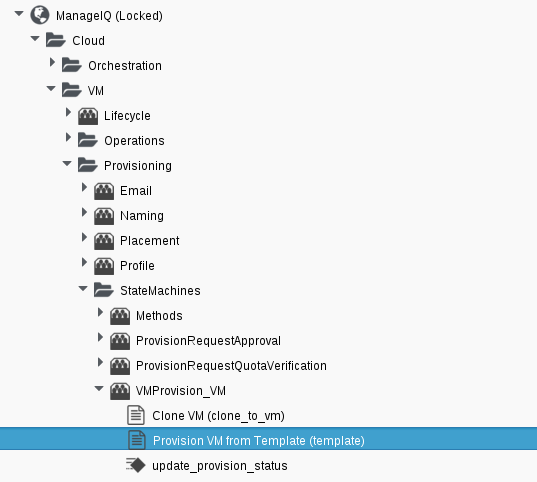 ManageIQ (Locked)
Cloud
Orchestration
VM
Lifecycle
Operations
Provisioning
Email
Naming
Placement
Profile
StateMachines
Methods
ProvisionRequestApproval
ProvisionRequestQuotaVerification
VMProvision_VM
Clone VM (clone_to_vm)
Provision VM from Template (template)
update_provision_status